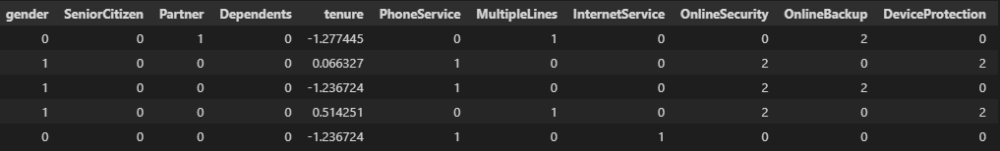 gender SeniorCitizen Partner Dependents tenure PhoneService MultipleLines InternetService OnlineSecurity OnlineBackup DeviceProtection
0 0 1 0 -1.277445 0 1 0 0 2 0
1 0 0 0 0.066327 1 0 0 2 0 2
1 0 0 0 -1.236724 1 0 0 2 2 0
1 0 0 0 0.514251 0 1 0 2 0 2
0 0 0 0 -1.236724 1 0 1 0 0 0